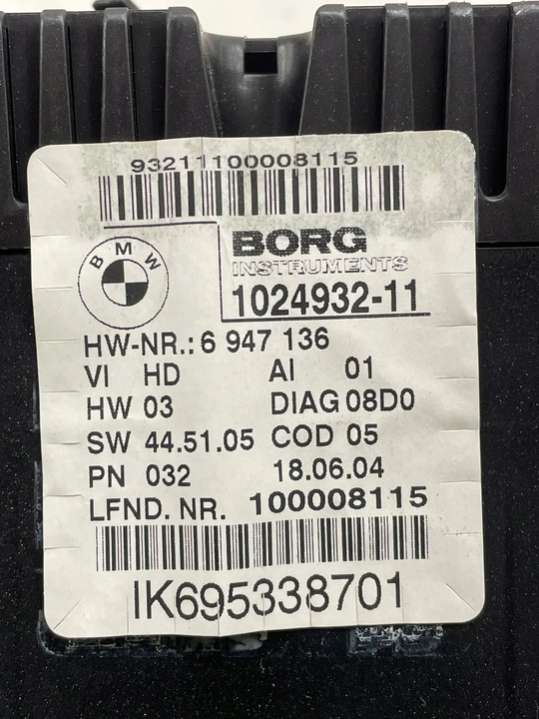 93211100008115
BMW
BORG
INSTRUMENTS
1024932-11
HW-NR.: 6 947 136
VI HD AI 01
HW 03 DIAG 08D0
SW 44.51.05 COD 05
PN 032 18.06.04
LFND. NR. 100008115
IK695338701